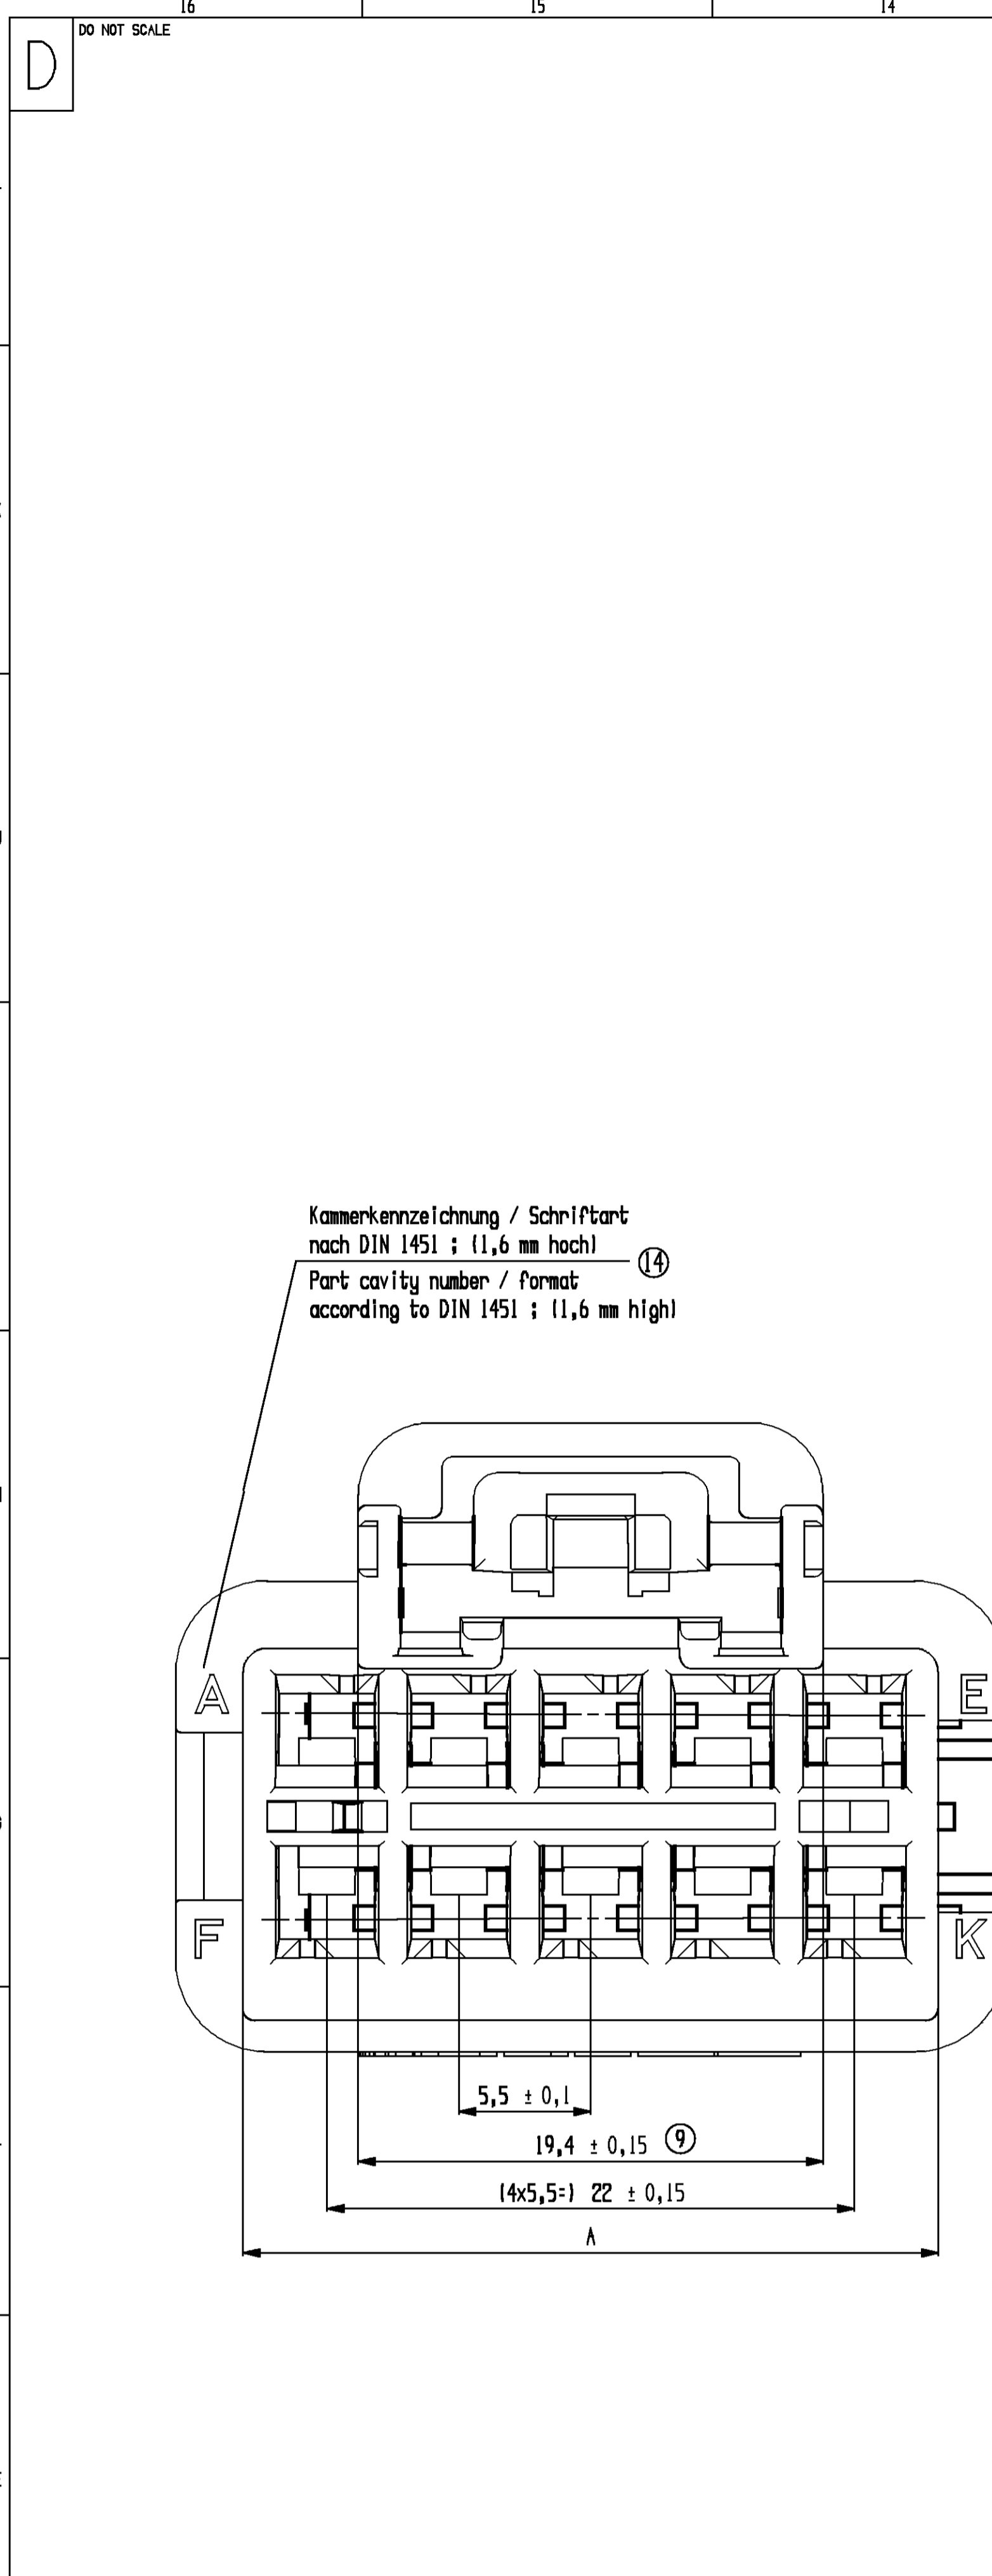 16 15 14
D DO NOT SCALE
Kammerkennzeichnung / Schriftart
nach DIN 1451 ; (1,6 mm hoch)
14
Part cavity number / format
according to DIN 1451 ; (1,6 mm high)
A E
F K
5,5 ± 0,1
19,4 ± 0,15 9
(4x5,5=) 22 ± 0,15
A